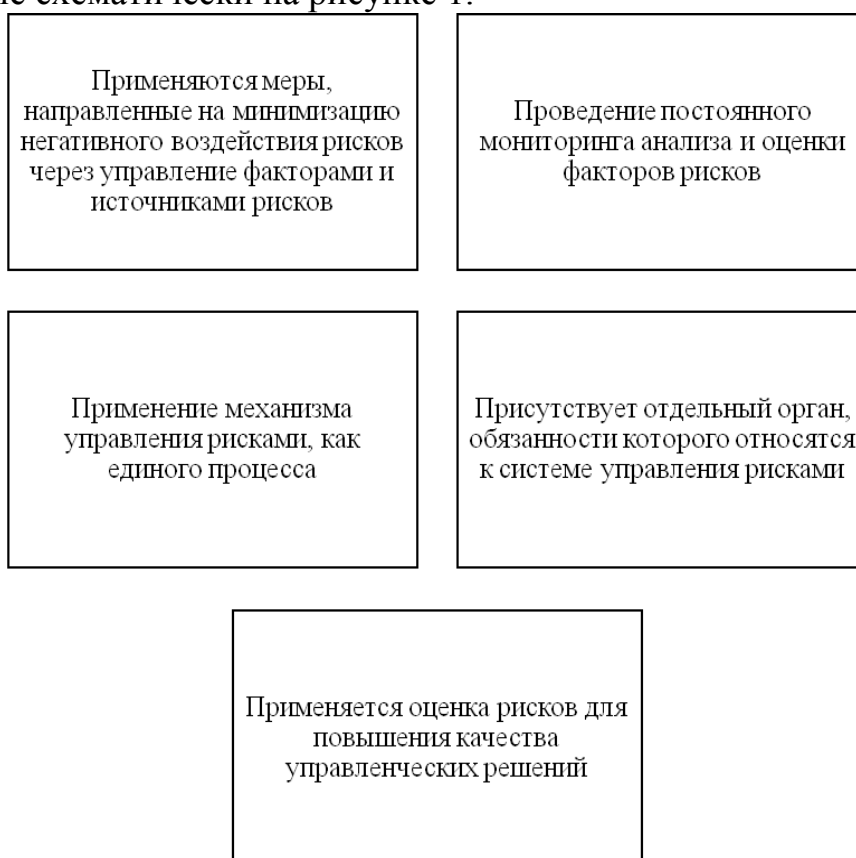 схематически на рисунке 1.
Применяются меры,
направленные на минимизацию
негативного воздействия рисков
через управление факторами и
источниками рисков
Проведение постоянного
мониторинга анализа и оценки
факторов рисков
Применение механизма
управления рисками, как
единого процесса
Присутствует отдельный орган,
обязанности которого относятся
к системе управления рисками
Применяется оценка рисков для
повышения качества
управленческих решений